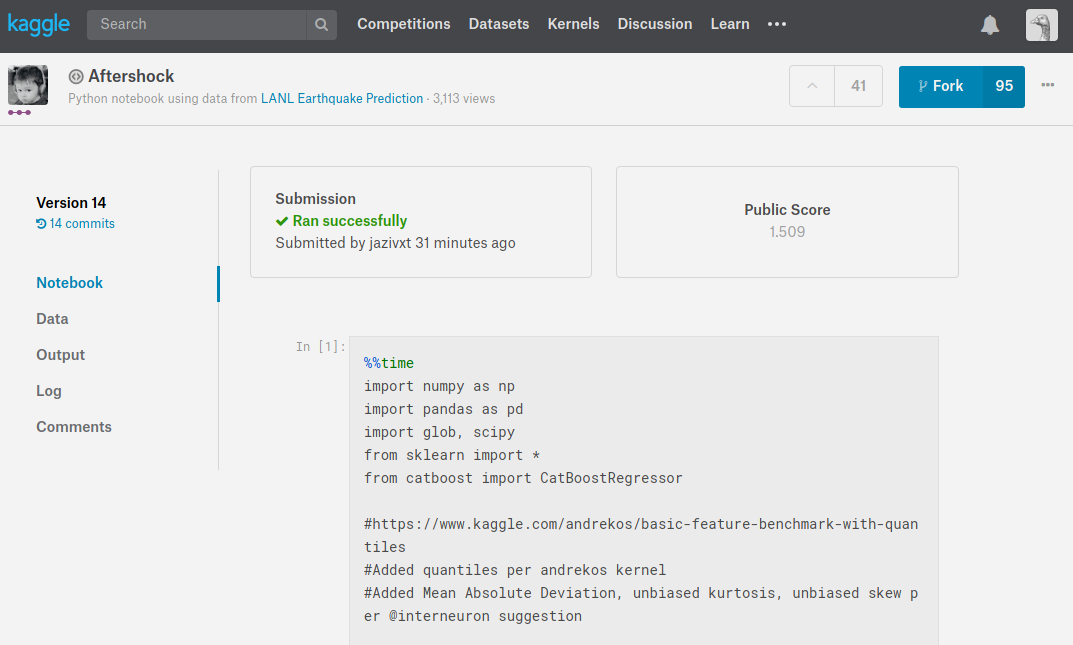 kaggle Search Competitions Datasets Kernels Discussion Learn
Aftershock
Python notebook using data from LANL Earthquake Prediction · 3,113 views
41
Fork 95
Version 14
14 commits
Notebook
Data
Output
Log
Comments
Submission
Ran successfully
Submitted by jazivxt 31 minutes ago
Public Score
1.509
In [1]:
%%time
import numpy as np
import pandas as pd
import glob, scipy
from sklearn import *
from catboost import CatBoostRegressor
#https://www.kaggle.com/andrekos/basic-feature-benchmark-with-quan
tiles
#Added quantiles per andrekos kernel
#Added Mean Absolute Deviation, unbiased kurtosis, unbiased skew p
er @interneuron suggestion